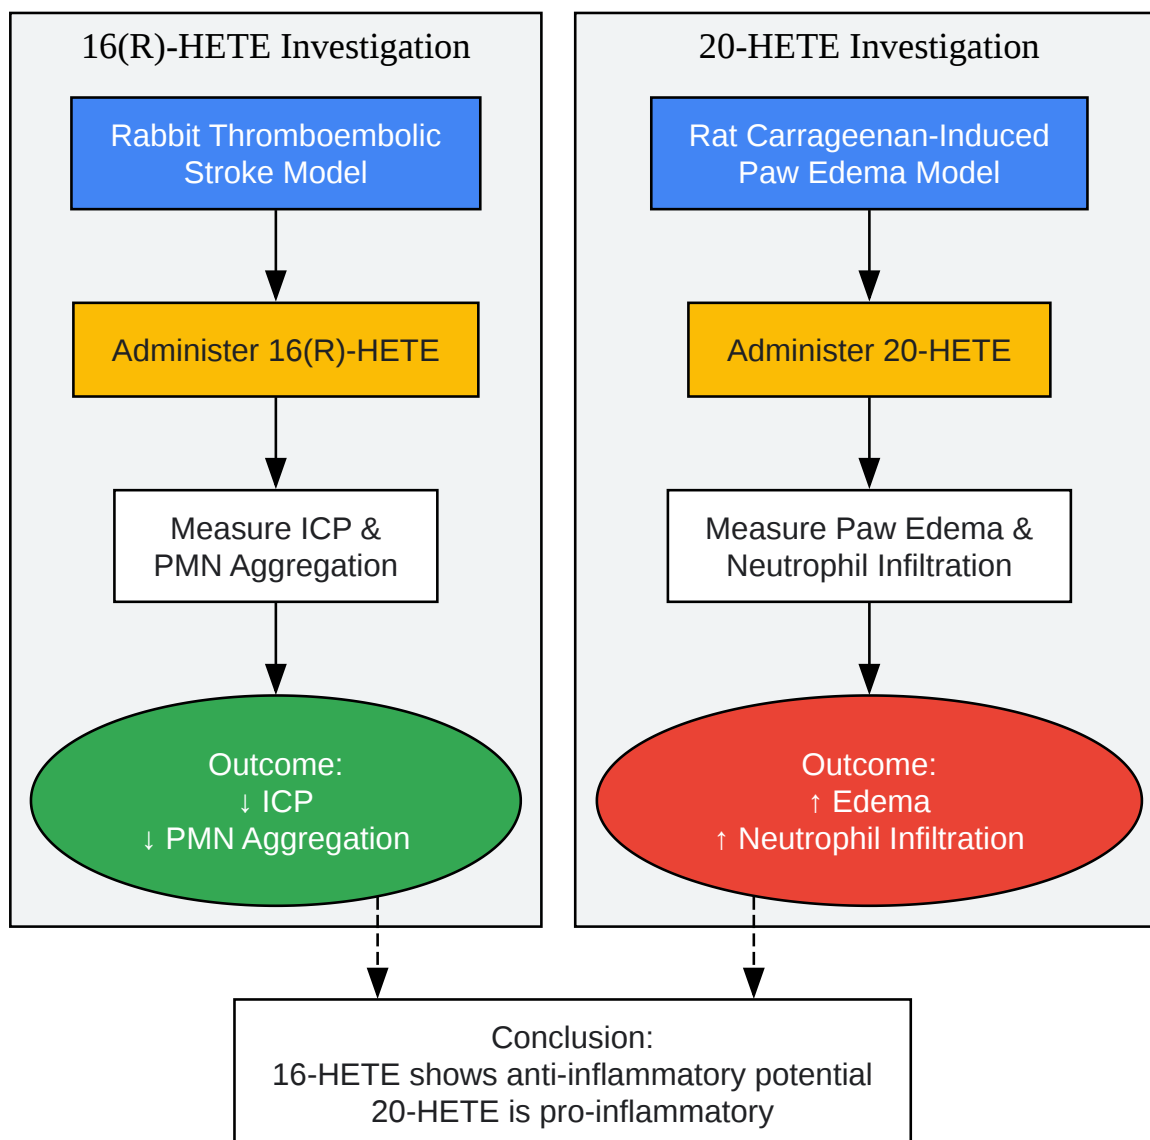 16(R)-HETE Investigation
Rabbit Thromboembolic
Stroke Model
Administer 16(R)-HETE
Measure ICP &
PMN Aggregation
Outcome:
↓ ICP
↓ PMN Aggregation
20-HETE Investigation
Rat Carrageenan-Induced
Paw Edema Model
Administer 20-HETE
Measure Paw Edema &
Neutrophil Infiltration
Outcome:
↑ Edema
↑ Neutrophil Infiltration
Conclusion:
16-HETE shows anti-inflammatory potential
20-HETE is pro-inflammatory